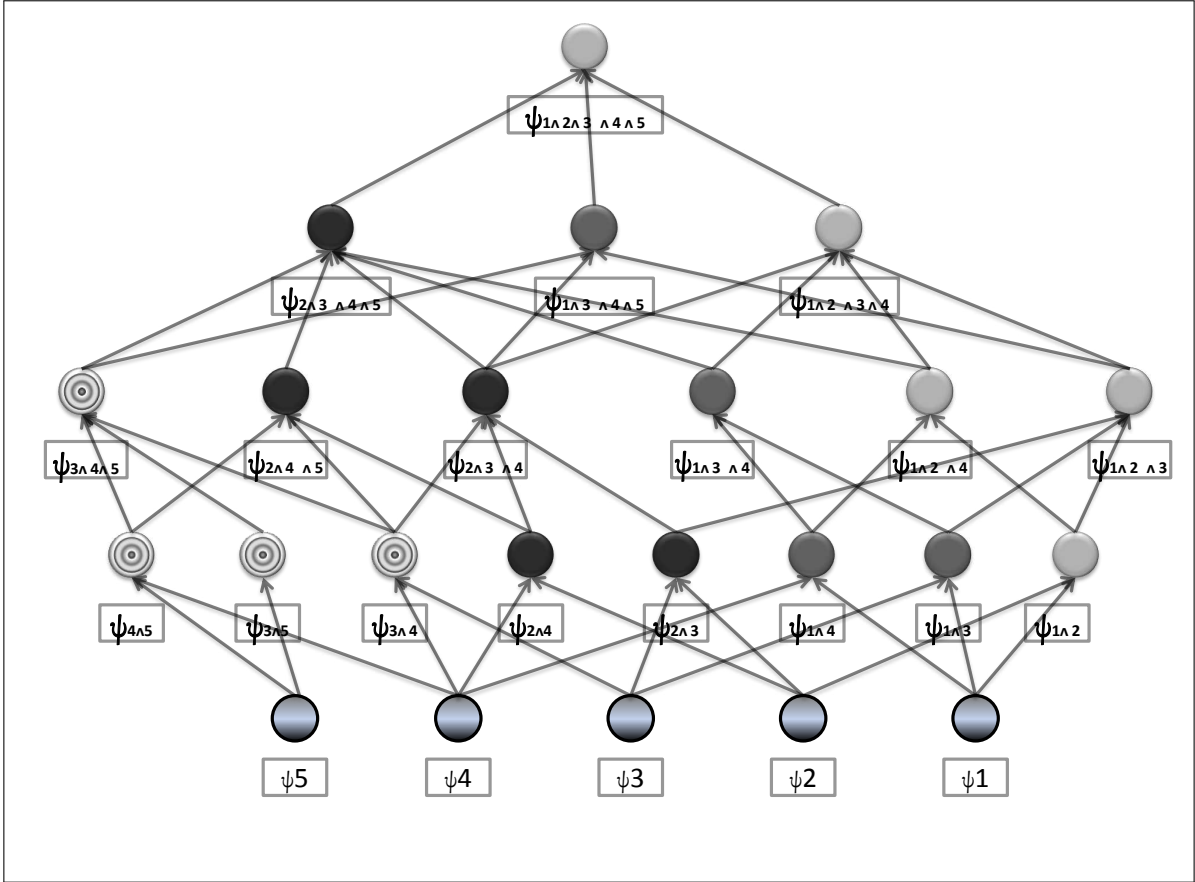 ψ1∧ 2∧ 3 ∧ 4 ∧ 5
ψ2∧ 3 ∧ 4 ∧ 5
ψ1∧ 3 ∧ 4 ∧ 5
ψ1∧ 2 ∧ 3 ∧ 4
ψ3∧ 4∧ 5
ψ2∧ 4 ∧ 5
ψ2∧ 3 ∧ 4
ψ1∧ 3 ∧ 4
ψ1∧ 2 ∧ 4
ψ1∧ 2 ∧ 3
ψ4∧5
ψ3∧5
ψ3∧ 4
ψ2∧4
ψ2∧ 3
ψ1∧ 4
ψ1∧ 3
ψ1∧ 2
ψ5
ψ4
ψ3
ψ2
ψ1